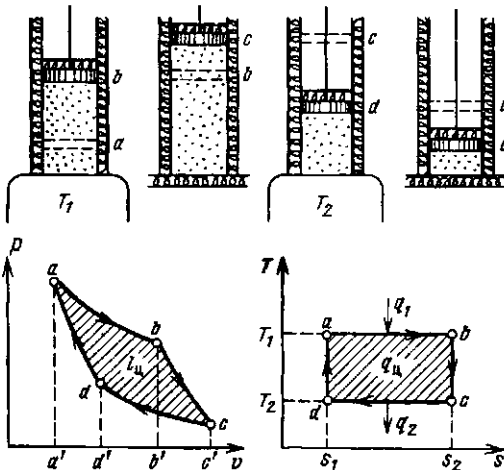 b
a
T₁
c
b
c
d
T₂
p
a
b
lц
d
c
a' d' b' c' v
T
q₁
T₁ a b
qц
T₂ d c
q₂
s₁ s₂ s